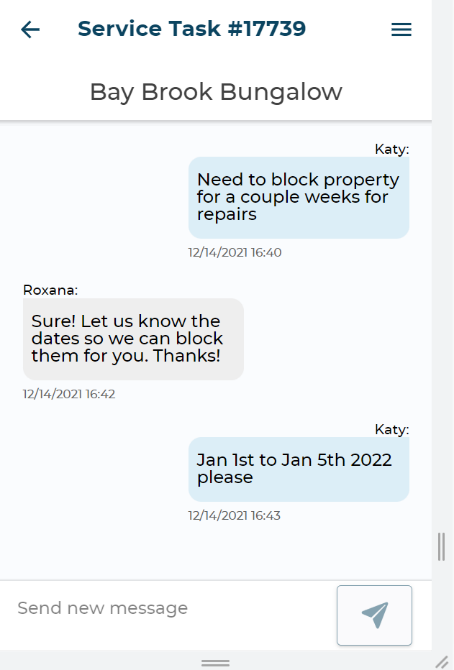 Service Task #17739
Bay Brook Bungalow
Katy:
Need to block property
for a couple weeks for
repairs
12/14/2021 16:40
Roxana:
Sure! Let us know the
dates so we can block
them for you. Thanks!
12/14/2021 16:42
Katy:
Jan 1st to Jan 5th 2022
please
12/14/2021 16:43
Send new message